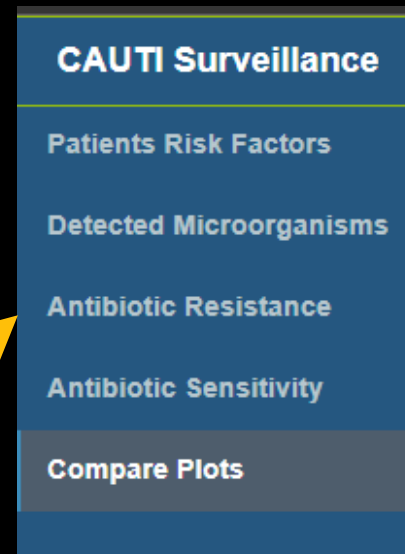 CAUTI Surveillance
Patients Risk Factors
Detected Microorganisms
Antibiotic Resistance
Antibiotic Sensitivity
Compare Plots